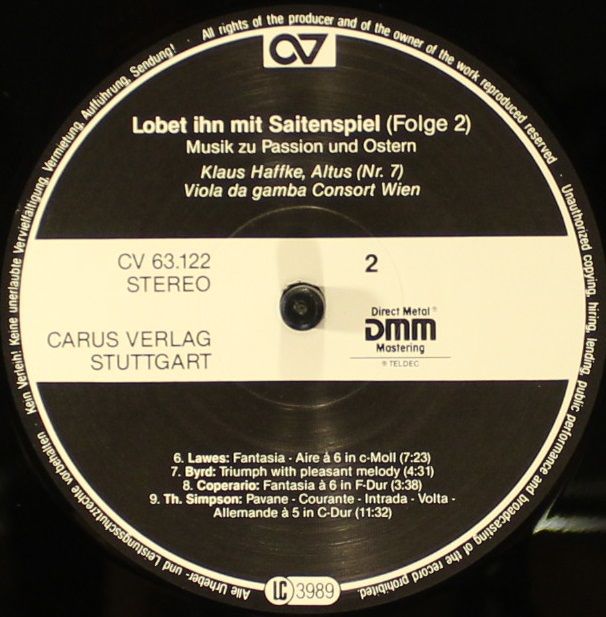 All rights of the producer and of the owner of the work reproduced reserved · Unauthorized copying, hiring, lending, public performance and broadcasting of the record prohibited.
CV
Lobet ihn mit Saitenspiel (Folge 2)
Musik zu Passion und Ostern
Klaus Haffke, Altus (Nr. 7)
Viola da gamba Consort Wien
CV 63.122
STEREO
2
CARUS VERLAG
STUTTGART
Direct Metal®
DMM
Mastering
® TELDEC
6. Lawes: Fantasia - Aire à 6 in c-Moll (7:23)
7. Byrd: Triumph with pleasant melody (4:31)
8. Coperario: Fantasia à 6 in F-Dur (3:38)
9. Th. Simpson: Pavane - Courante - Intrada - Volta -
Allemande à 5 in C-Dur (11:32)
LC 3989
Alle Urheber- und Leistungsschutzrechte vorbehalten · Kein Verleih! Keine unerlaubte Vervielfältigung, Vermietung, Aufführung, Sendung! ·